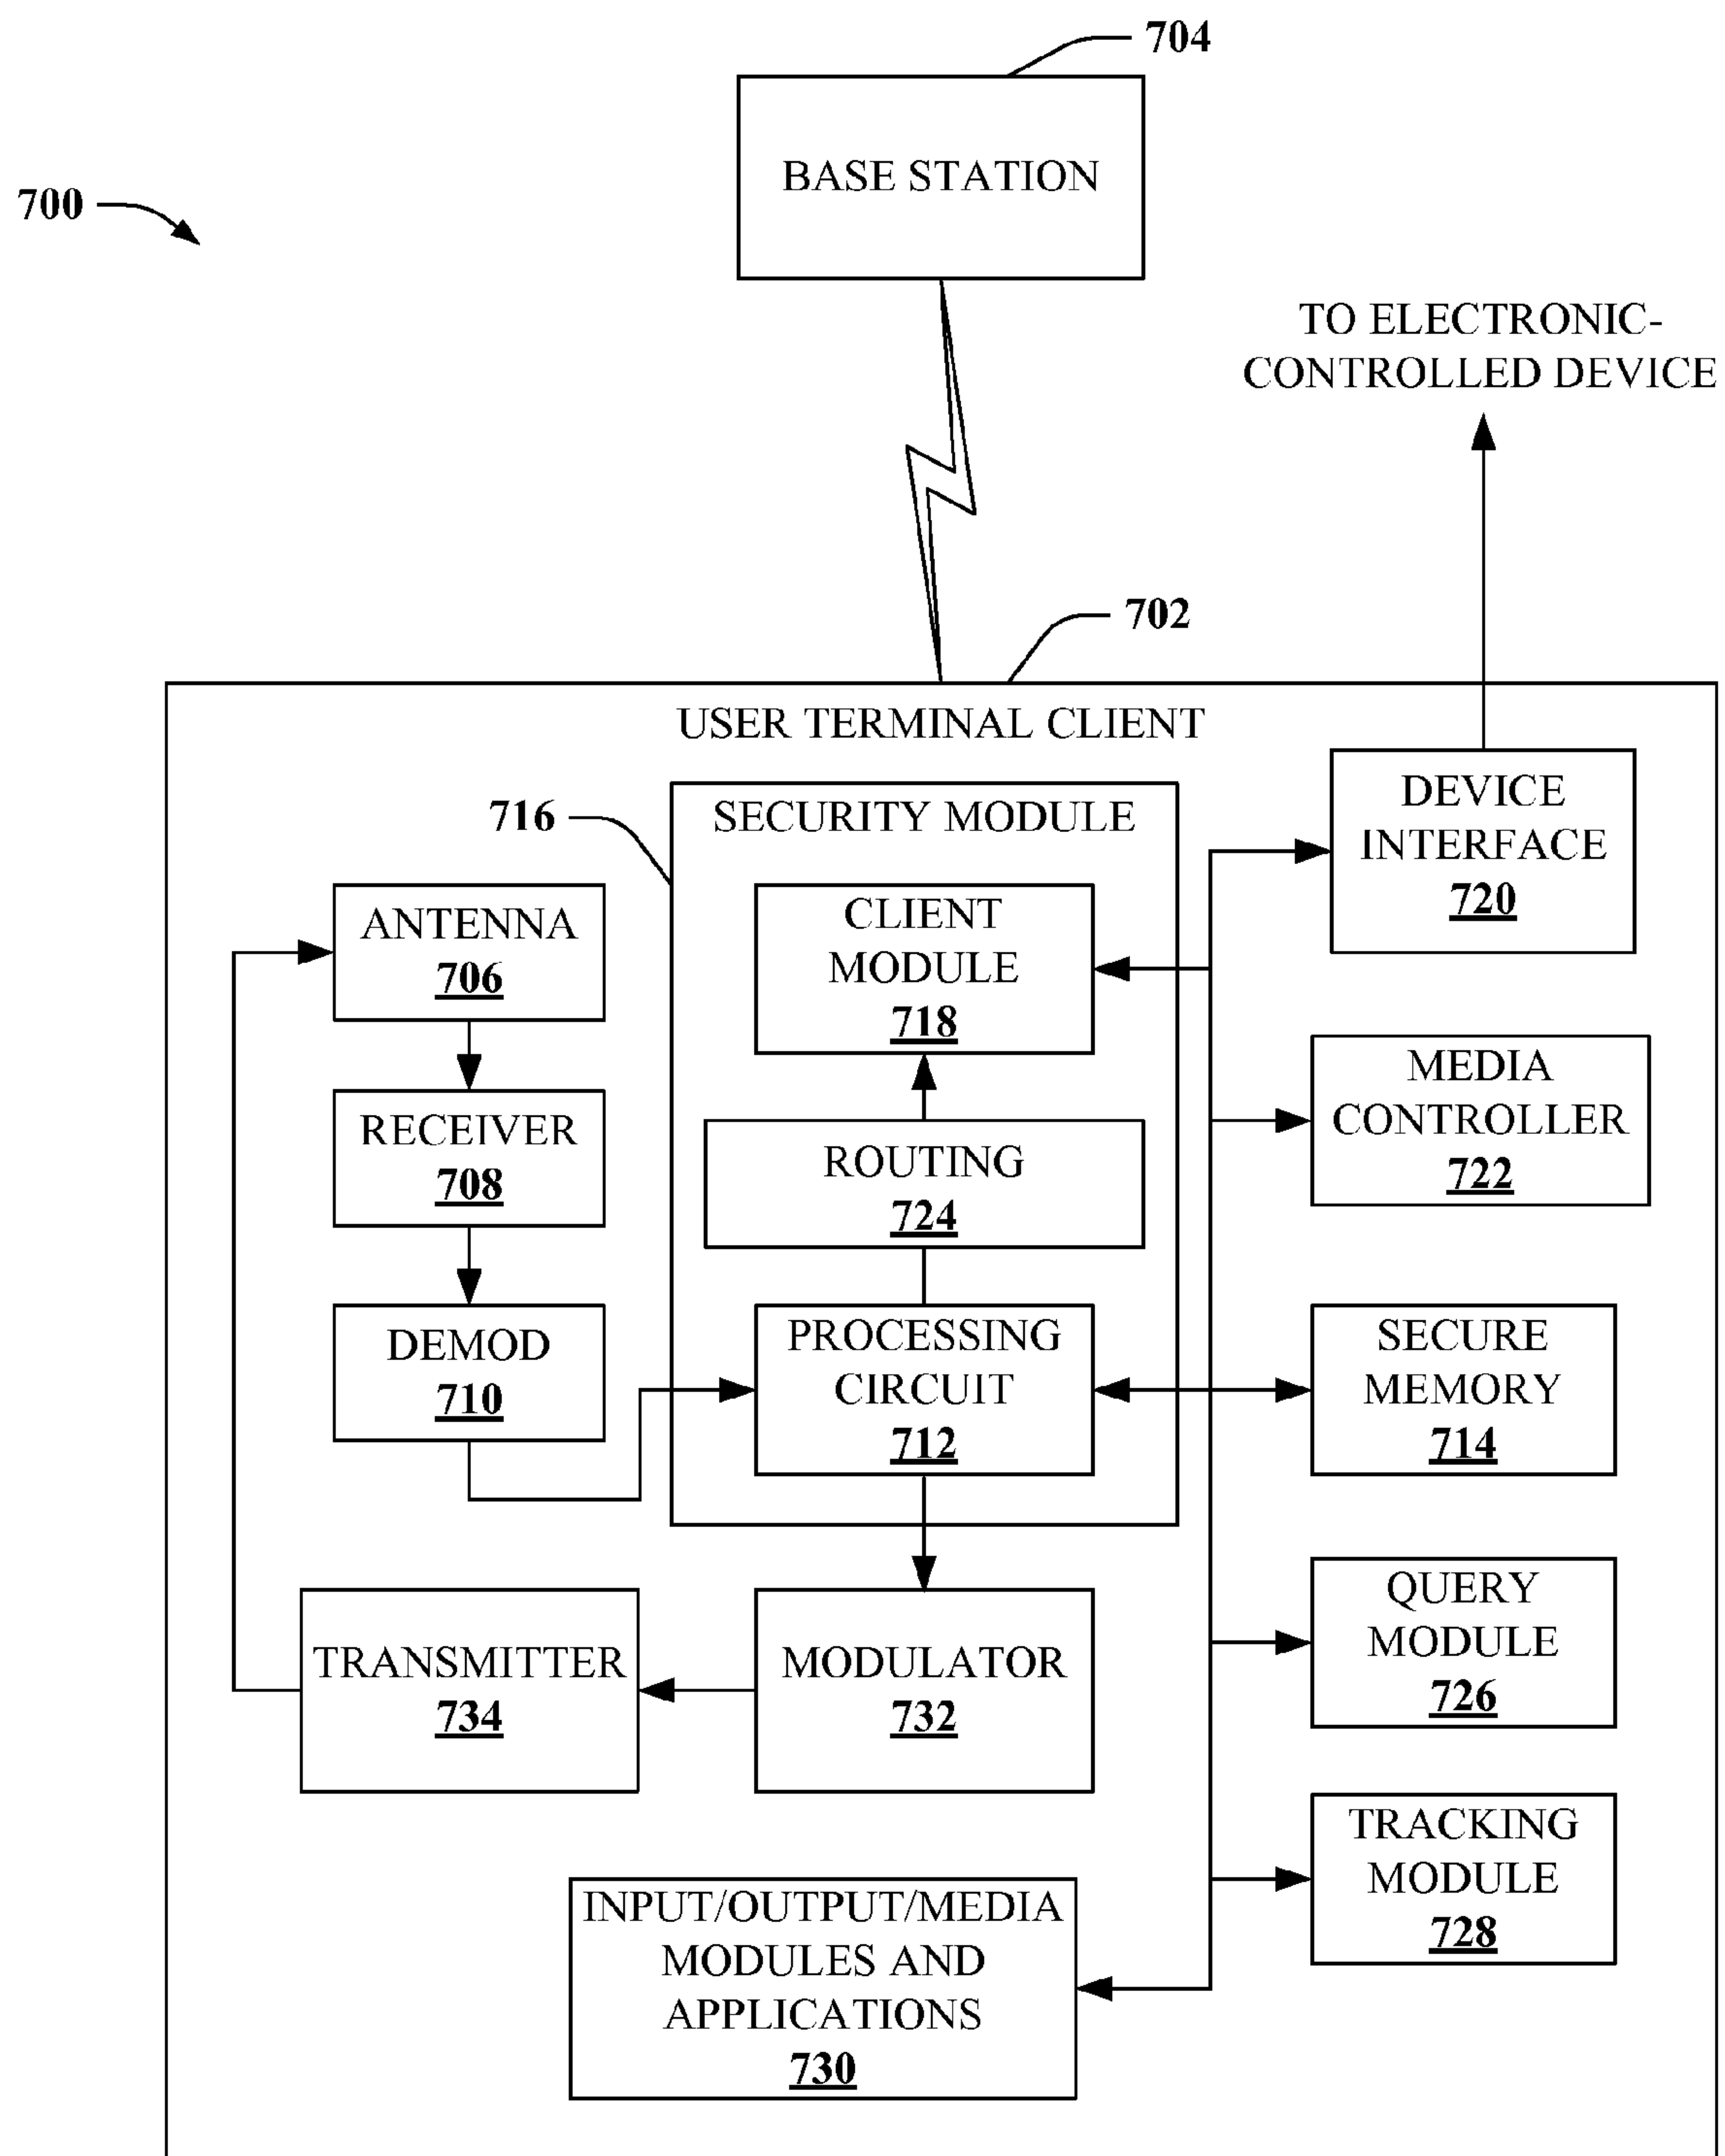 704
BASE STATION
700
TO ELECTRONIC-
CONTROLLED DEVICE
702
USER TERMINAL CLIENT
716
SECURITY MODULE
DEVICE
INTERFACE
720
ANTENNA
706
CLIENT
MODULE
718
MEDIA
CONTROLLER
722
RECEIVER
708
ROUTING
724
DEMOD
710
PROCESSING
CIRCUIT
712
SECURE
MEMORY
714
QUERY
MODULE
726
TRANSMITTER
734
MODULATOR
732
TRACKING
MODULE
728
INPUT/OUTPUT/MEDIA
MODULES AND
APPLICATIONS
730